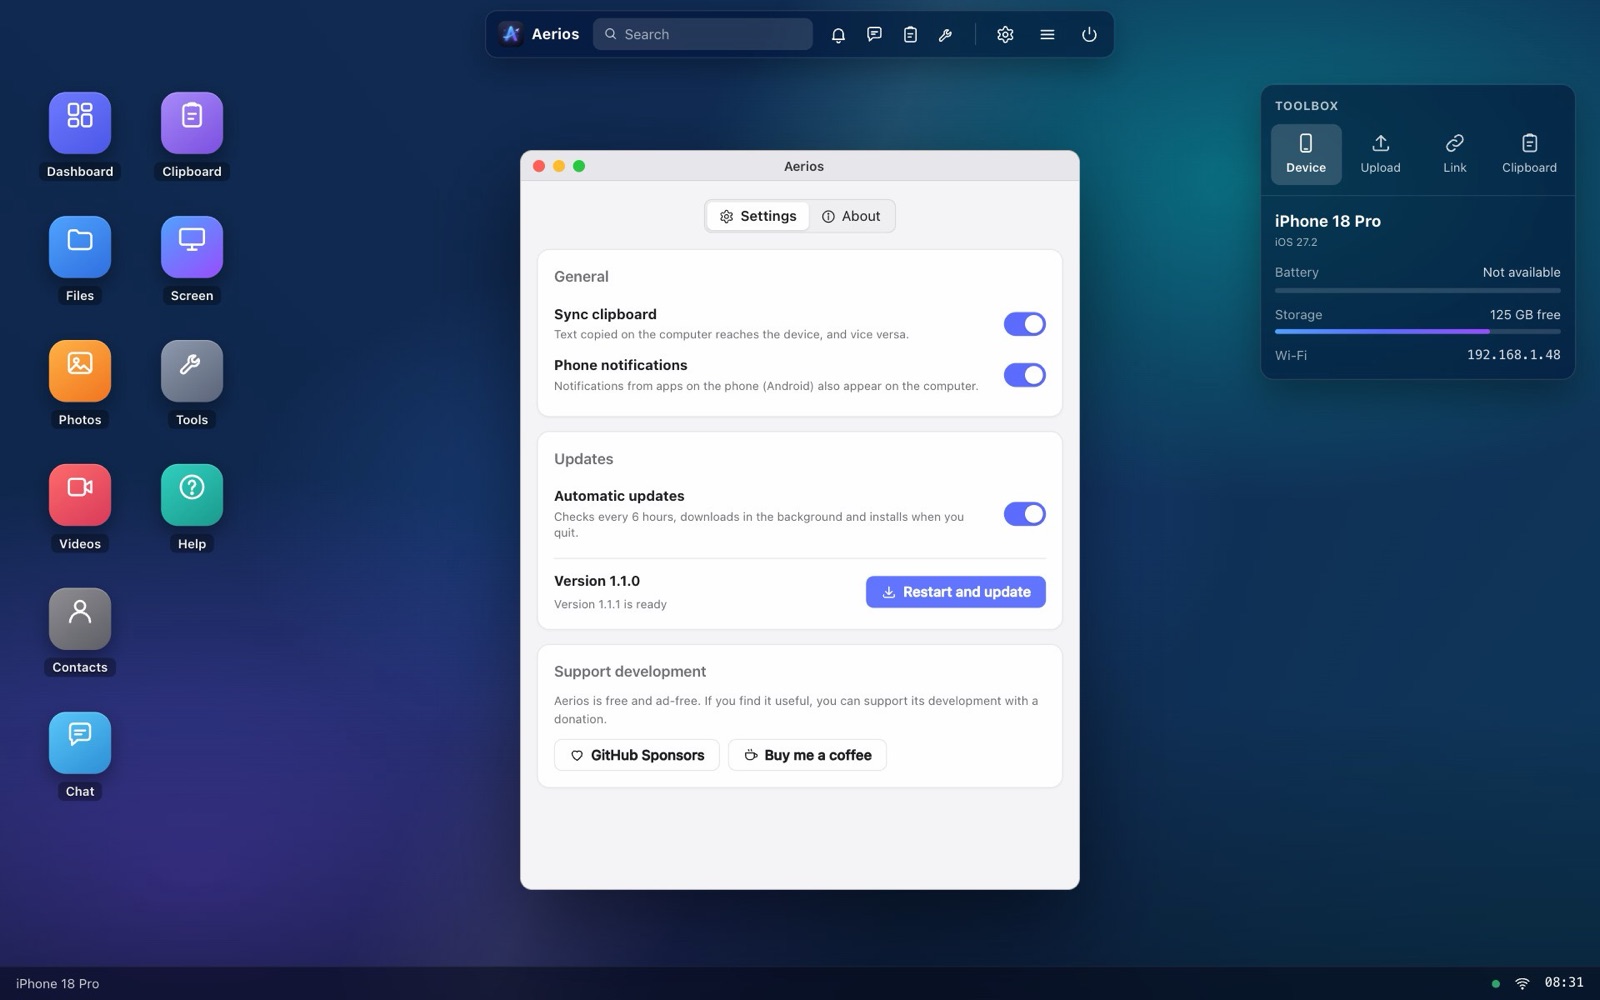 Aerios
Search
Dashboard
Clipboard
Files
Screen
Photos
Tools
Videos
Help
Contacts
Chat
Aerios
Settings
About
General
Sync clipboard
Text copied on the computer reaches the device, and vice versa.
Phone notifications
Notifications from apps on the phone (Android) also appear on the computer.
Updates
Automatic updates
Checks every 6 hours, downloads in the background and installs when you
quit.
Version 1.1.0
Version 1.1.1 is ready
Restart and update
Support development
Aerios is free and ad-free. If you find it useful, you can support its development with a
donation.
GitHub Sponsors
Buy me a coffee
TOOLBOX
Device
Upload
Link
Clipboard
iPhone 18 Pro
iOS 27.2
Battery
Not available
Storage
125 GB free
Wi-Fi
192.168.1.48
iPhone 18 Pro
08:31